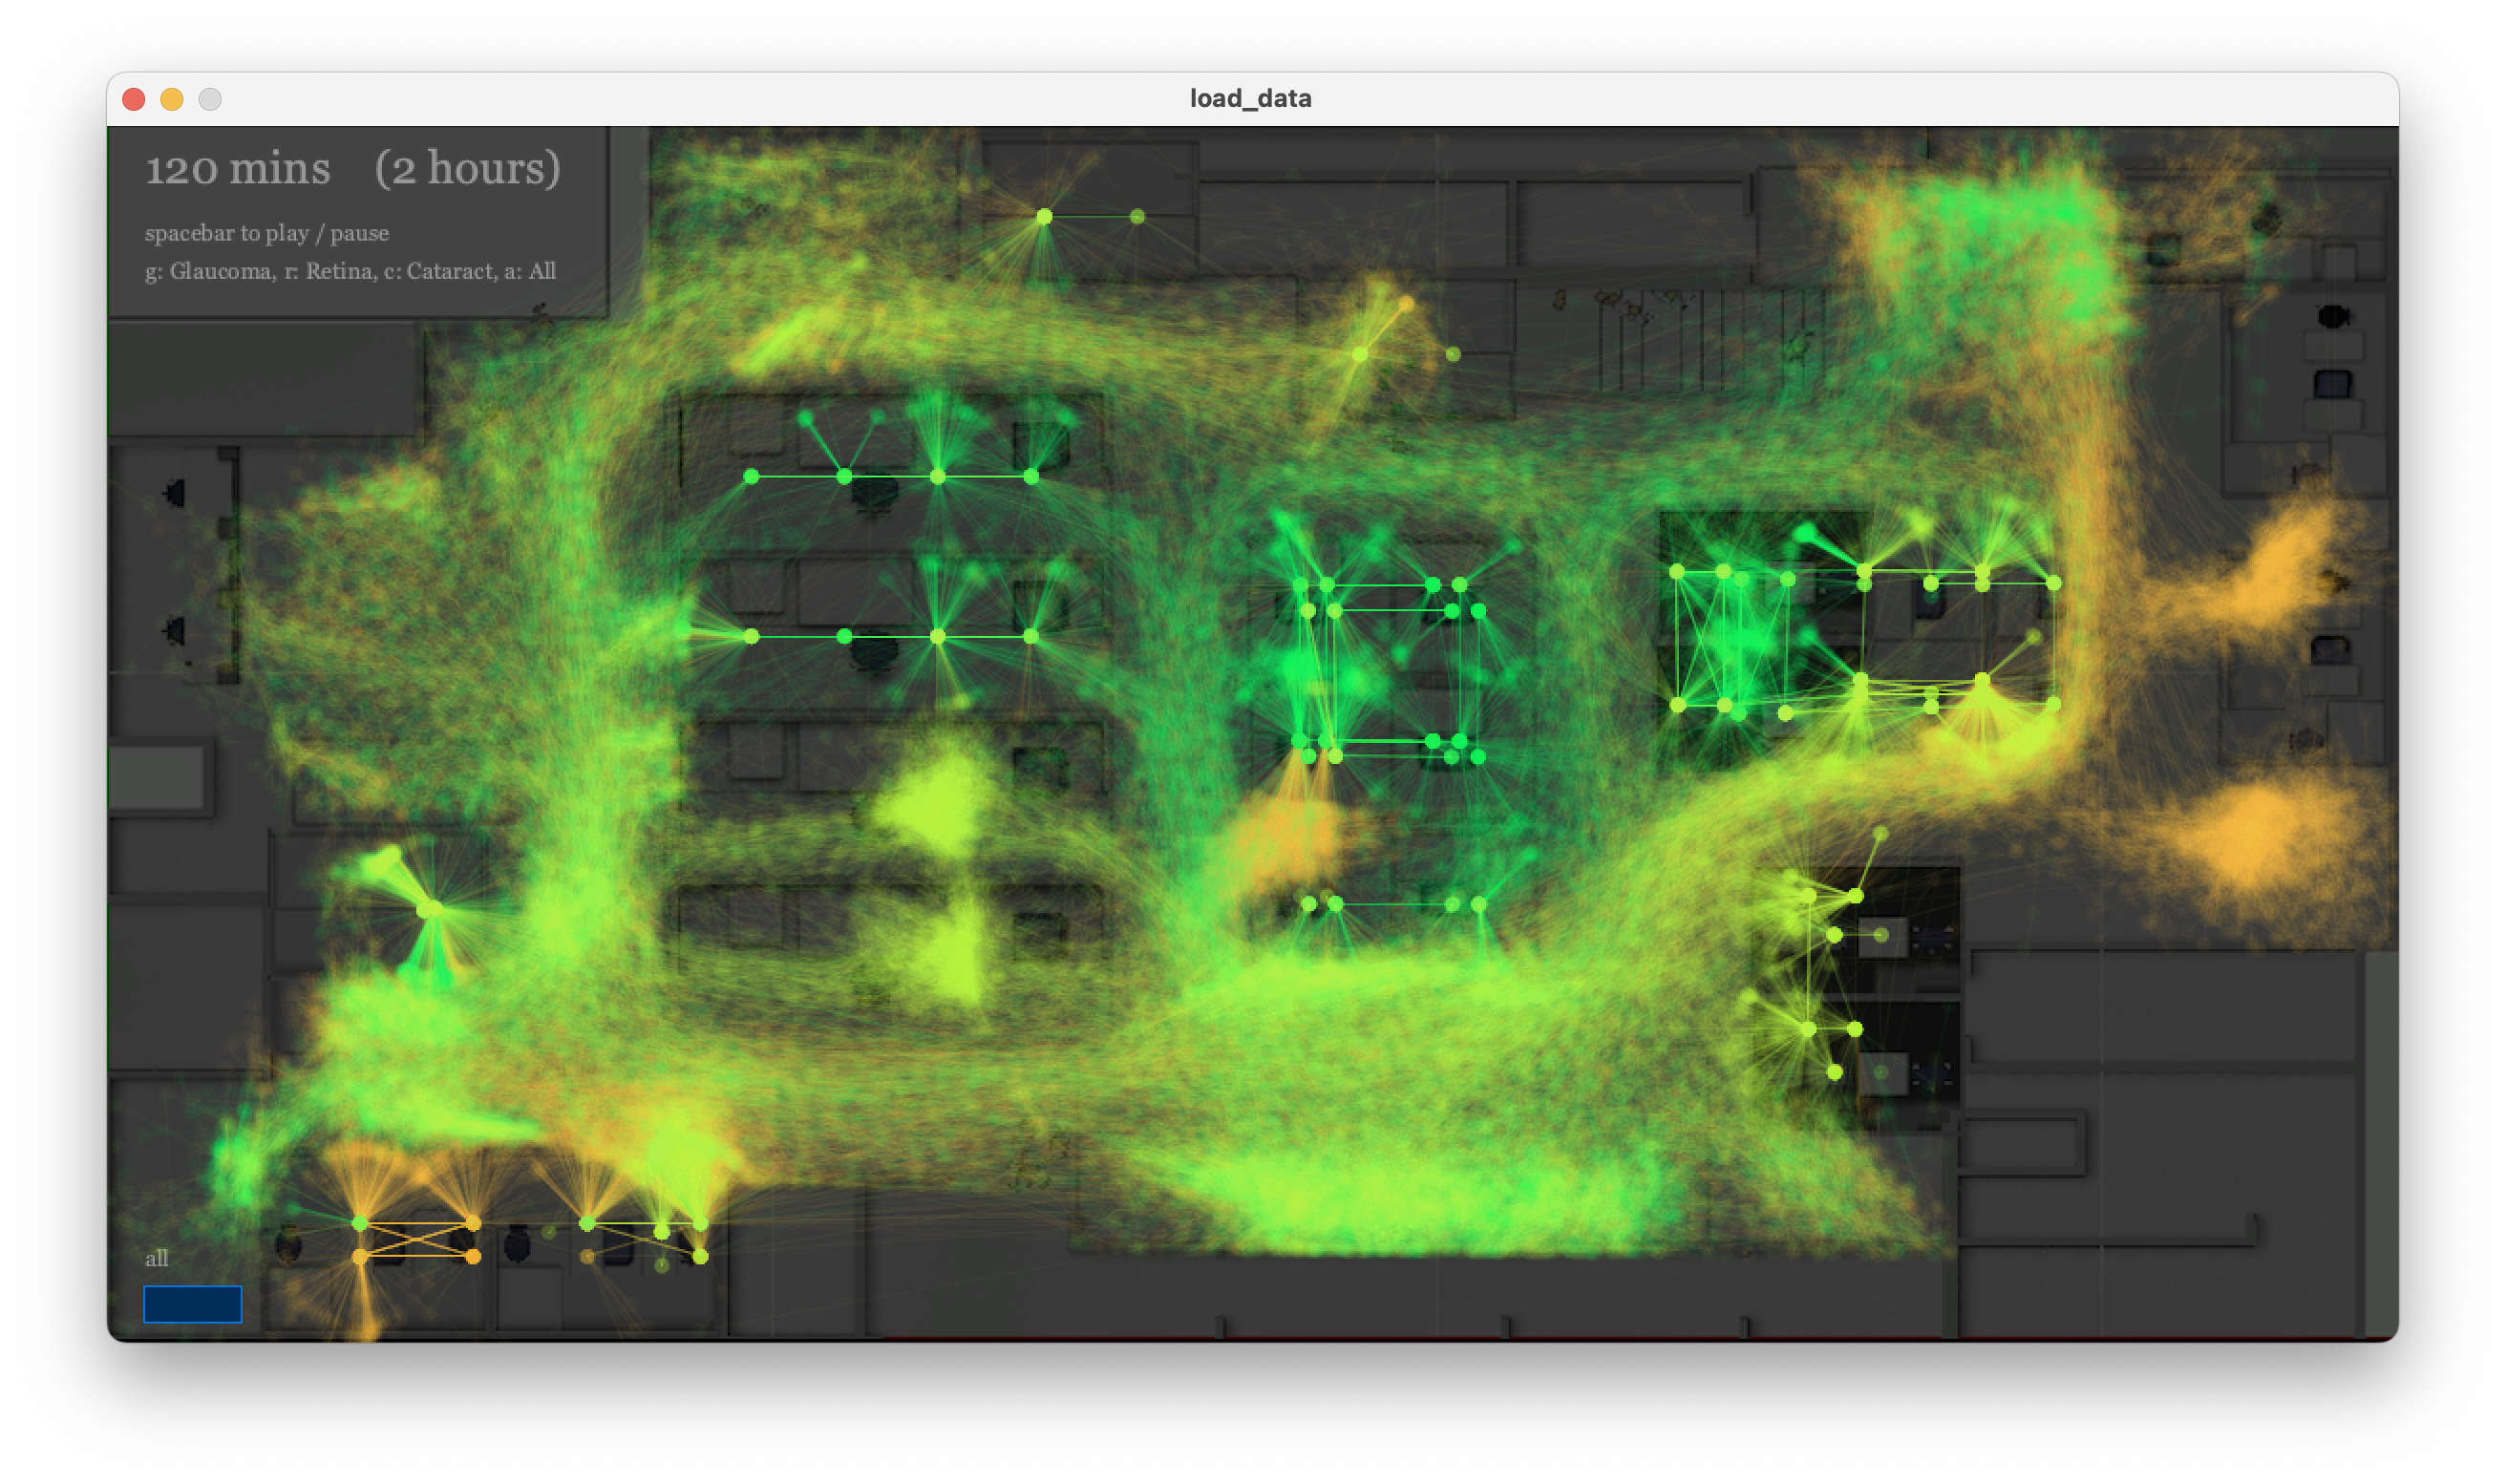 load_data
120 mins (2 hours)
spacebar to play / pause
g: Glaucoma, r: Retina, c: Cataract, a: All
all